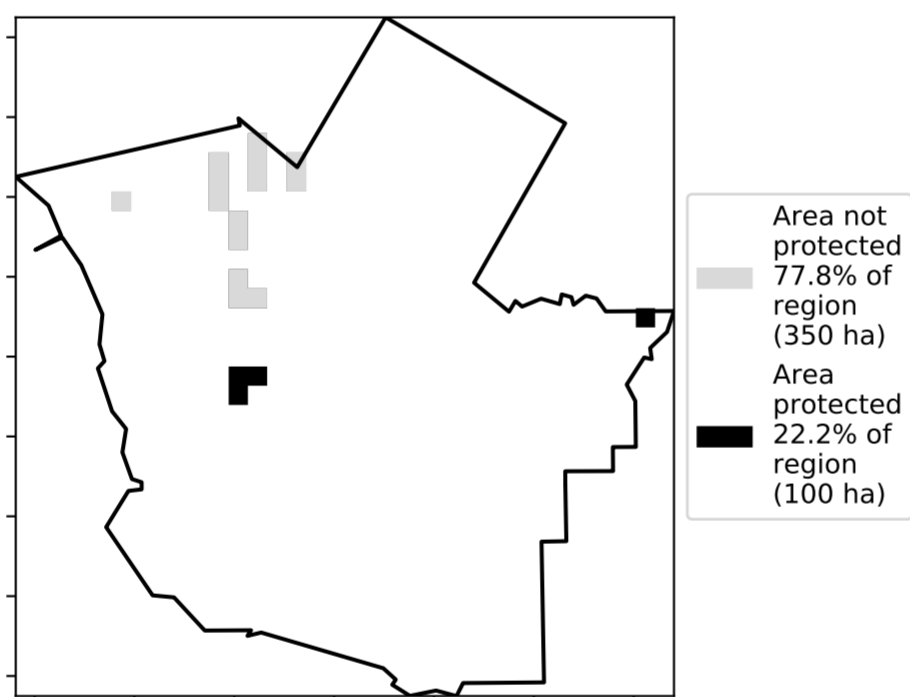 Area not
protected
77.8% of
region
(350 ha)
Area
protected
22.2% of
region
(100 ha)